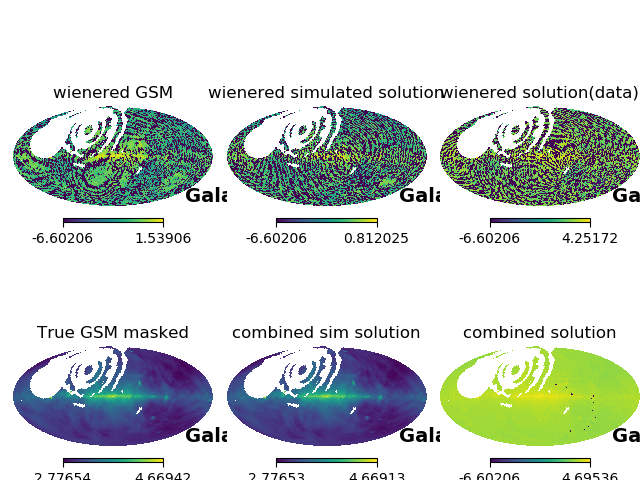 wienered GSM
wienered simulated solution
wienered solution(data)
Gala
Gala
Ga
-6.60206 1.53906
-6.60206 0.812025
-6.60206 4.25172
True GSM masked
combined sim solution
combined solution
Gala
Gala
Ga
2.77654 4.66942
2.77653 4.66913
-6.60206 4.69536